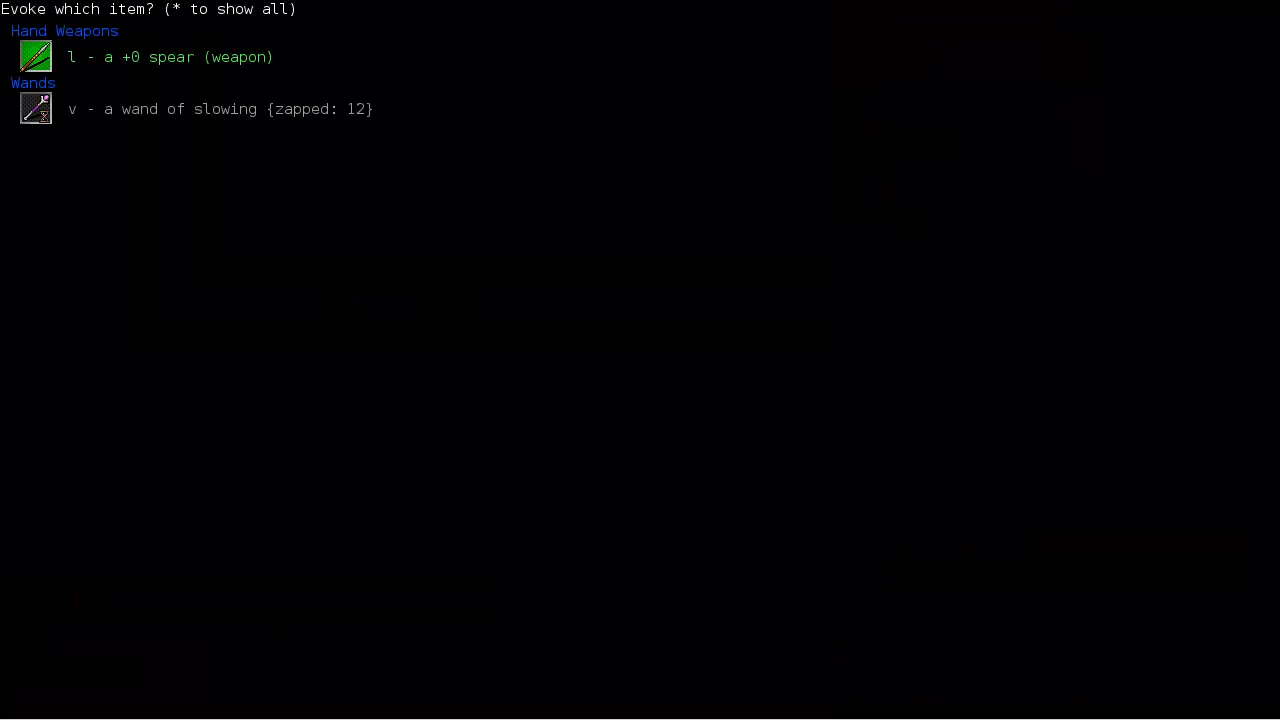 Evoke which item? (* to show all)
Hand Weapons
l - a +0 spear (weapon)
Wands
v - a wand of slowing {zapped: 12}